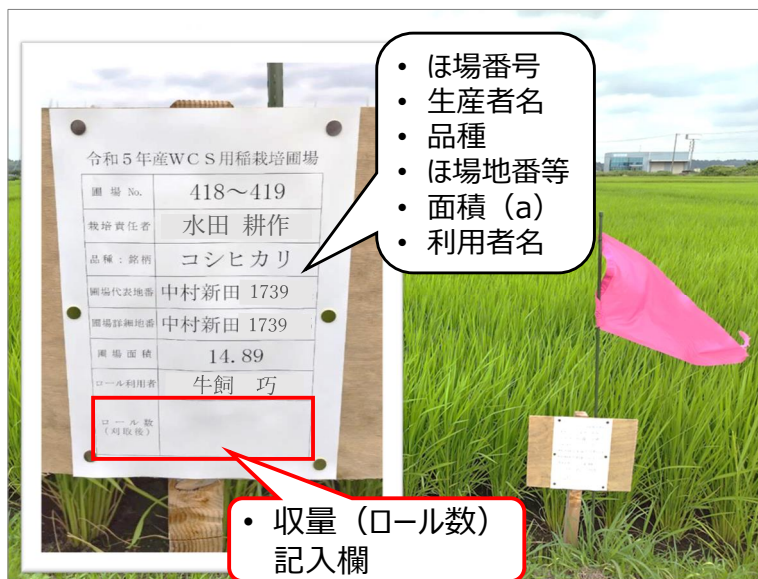 令和5年産WCS用稲栽培圃場
圃場 No. 418～419
栽培責任者 水田 耕作
品種：銘柄 コシヒカリ
圃場代表地番 中村新田 1739
圃場詳細地番 中村新田 1739
圃場面積 14.89
ロール利用者 牛飼 巧
ロール数
(刈取後)
• ほ場番号
• 生産者名
• 品種
• ほ場地番等
• 面積（a）
• 利用者名
• 収量（ロール数）
記入欄